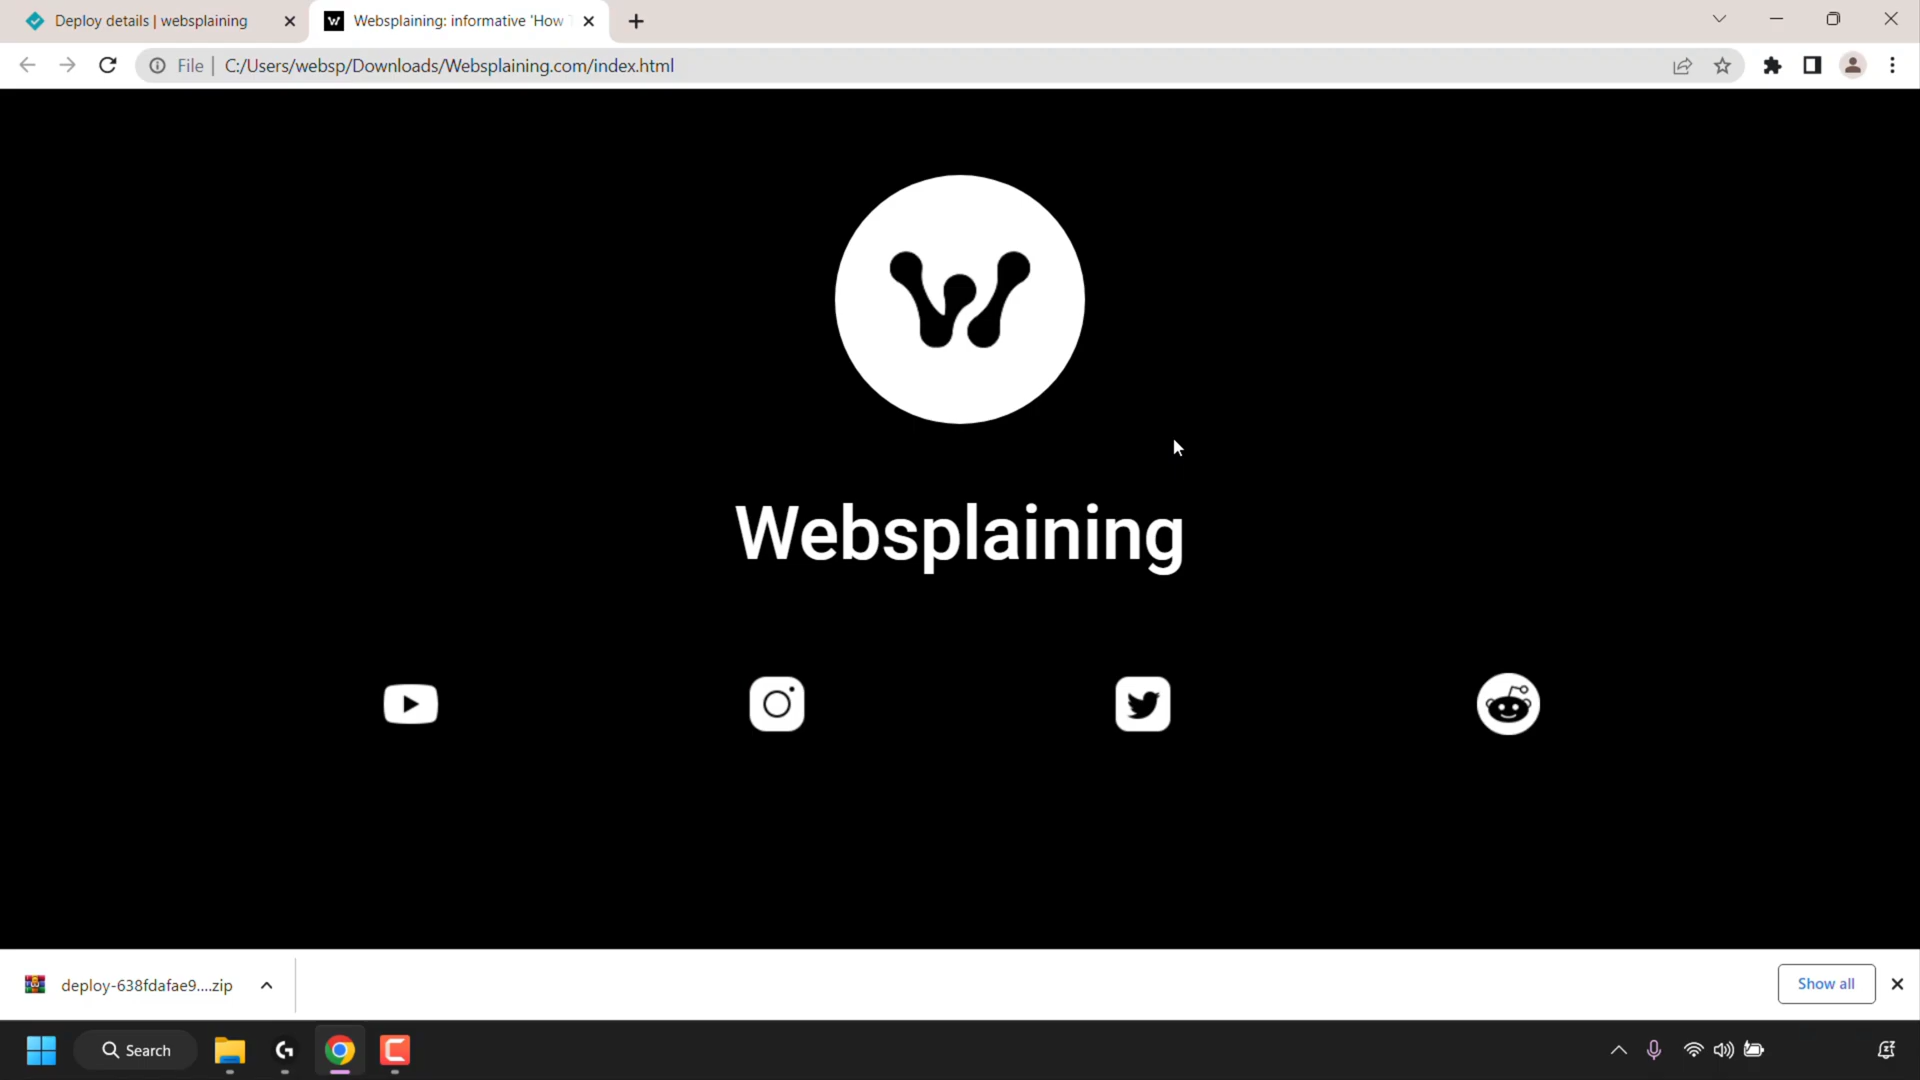 Deploy details | websplaining
Websplaining: informative 'How
File | C:/Users/websp/Downloads/Websplaining.com/index.html
Websplaining
deploy-638fdafae9....zip
Show all
Search